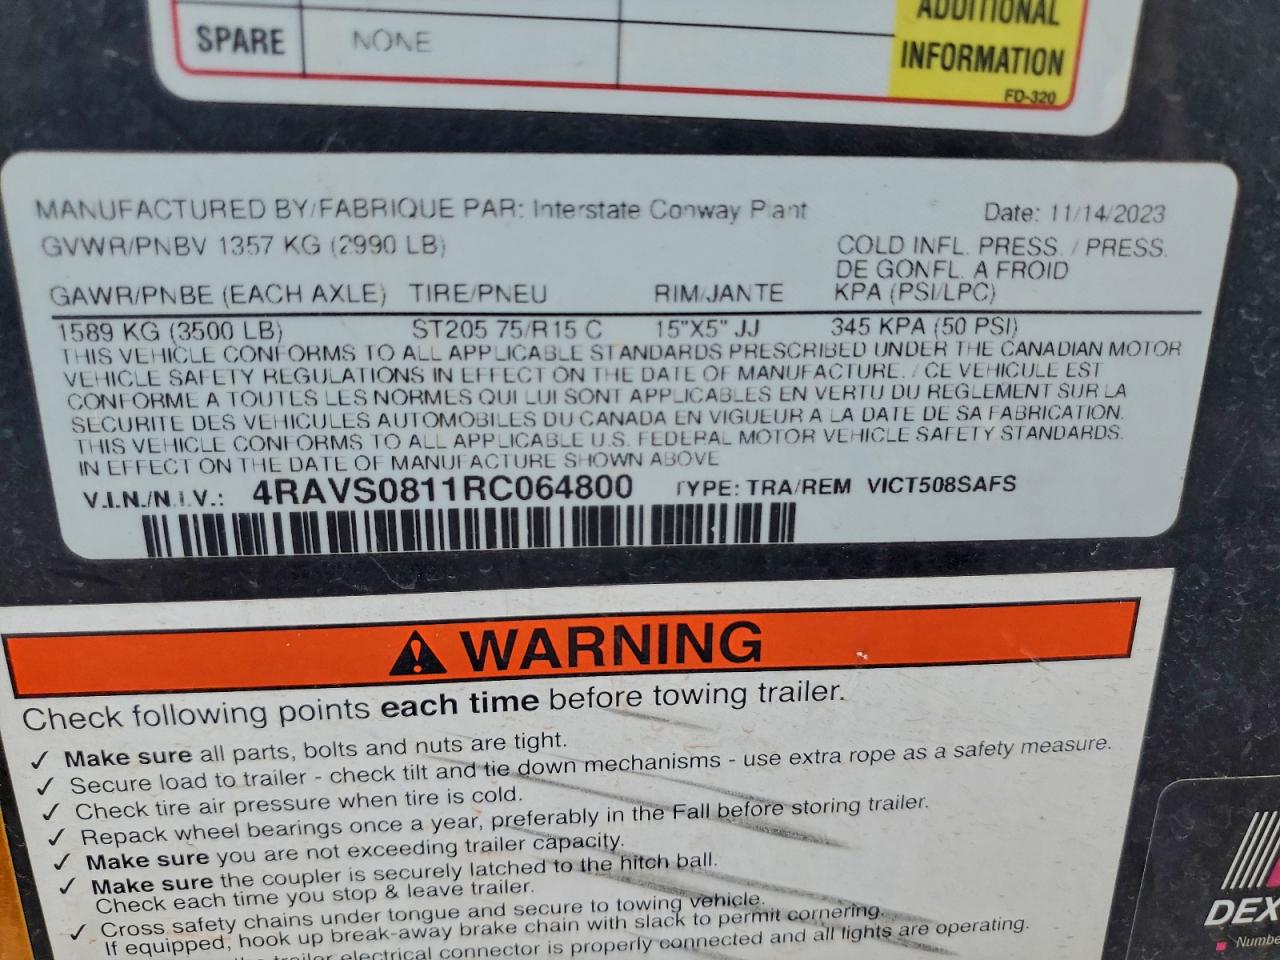 ADDITIONAL
SPARE NONE INFORMATION
FD-320
MANUFACTURED BY/FABRIQUE PAR: Interstate Conway Plant Date: 11/14/2023
GVWR/PNBV 1357 KG (2990 LB) COLD INFL. PRESS. / PRESS.
DE GONFL. A FROID
GAWR/PNBE (EACH AXLE) TIRE/PNEU RIM/JANTE KPA (PSI/LPC)
1589 KG (3500 LB) ST205 75/R15 C 15"X5" JJ 345 KPA (50 PSI)
THIS VEHICLE CONFORMS TO ALL APPLICABLE STANDARDS PRESCRIBED UNDER THE CANADIAN MOTOR
VEHICLE SAFETY REGULATIONS IN EFFECT ON THE DATE OF MANUFACTURE. / CE VEHICULE EST
CONFORME A TOUTES LES NORMES QUI LUI SONT APPLICABLES EN VERTU DU REGLEMENT SUR LA
SECURITE DES VEHICULES AUTOMOBILES DU CANADA EN VIGUEUR A LA DATE DE SA FABRICATION.
THIS VEHICLE CONFORMS TO ALL APPLICABLE U.S. FEDERAL MOTOR VEHICLE SAFETY STANDARDS.
IN EFFECT ON THE DATE OF MANUFACTURE SHOWN ABOVE
V.I.N./N.I.V.: 4RAVS0811RC064800 TYPE: TRA/REM VICT508SAFS
WARNING
Check following points each time before towing trailer.
✓ Make sure all parts, bolts and nuts are tight.
✓ Secure load to trailer - check tilt and tie down mechanisms - use extra rope as a safety measure.
✓ Check tire air pressure when tire is cold.
✓ Repack wheel bearings once a year, preferably in the Fall before storing trailer.
✓ Make sure you are not exceeding trailer capacity.
✓ Make sure the coupler is securely latched to the hitch ball.
Check each time you stop & leave trailer.
✓ Cross safety chains under tongue and secure to towing vehicle.
If equipped, hook up break-away brake chain with slack to permit cornering.
trailer electrical connector is properly connected and all lights are operating.
DEX
Numbe